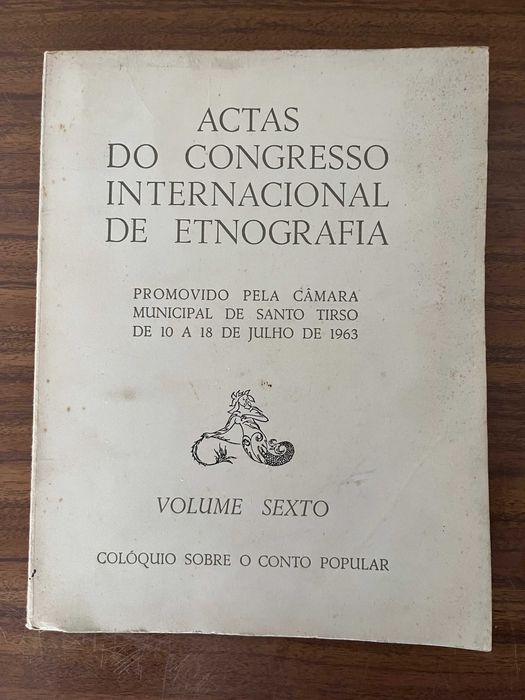 ACTAS
DO CONGRESSO
INTERNACIONAL
DE ETNOGRAFIA
PROMOVIDO PELA CÂMARA
MUNICIPAL DE SANTO TIRSO
DE 10 A 18 DE JULHO DE 1963
VOLUME SEXTO
COLÓQUIO SOBRE O CONTO POPULAR